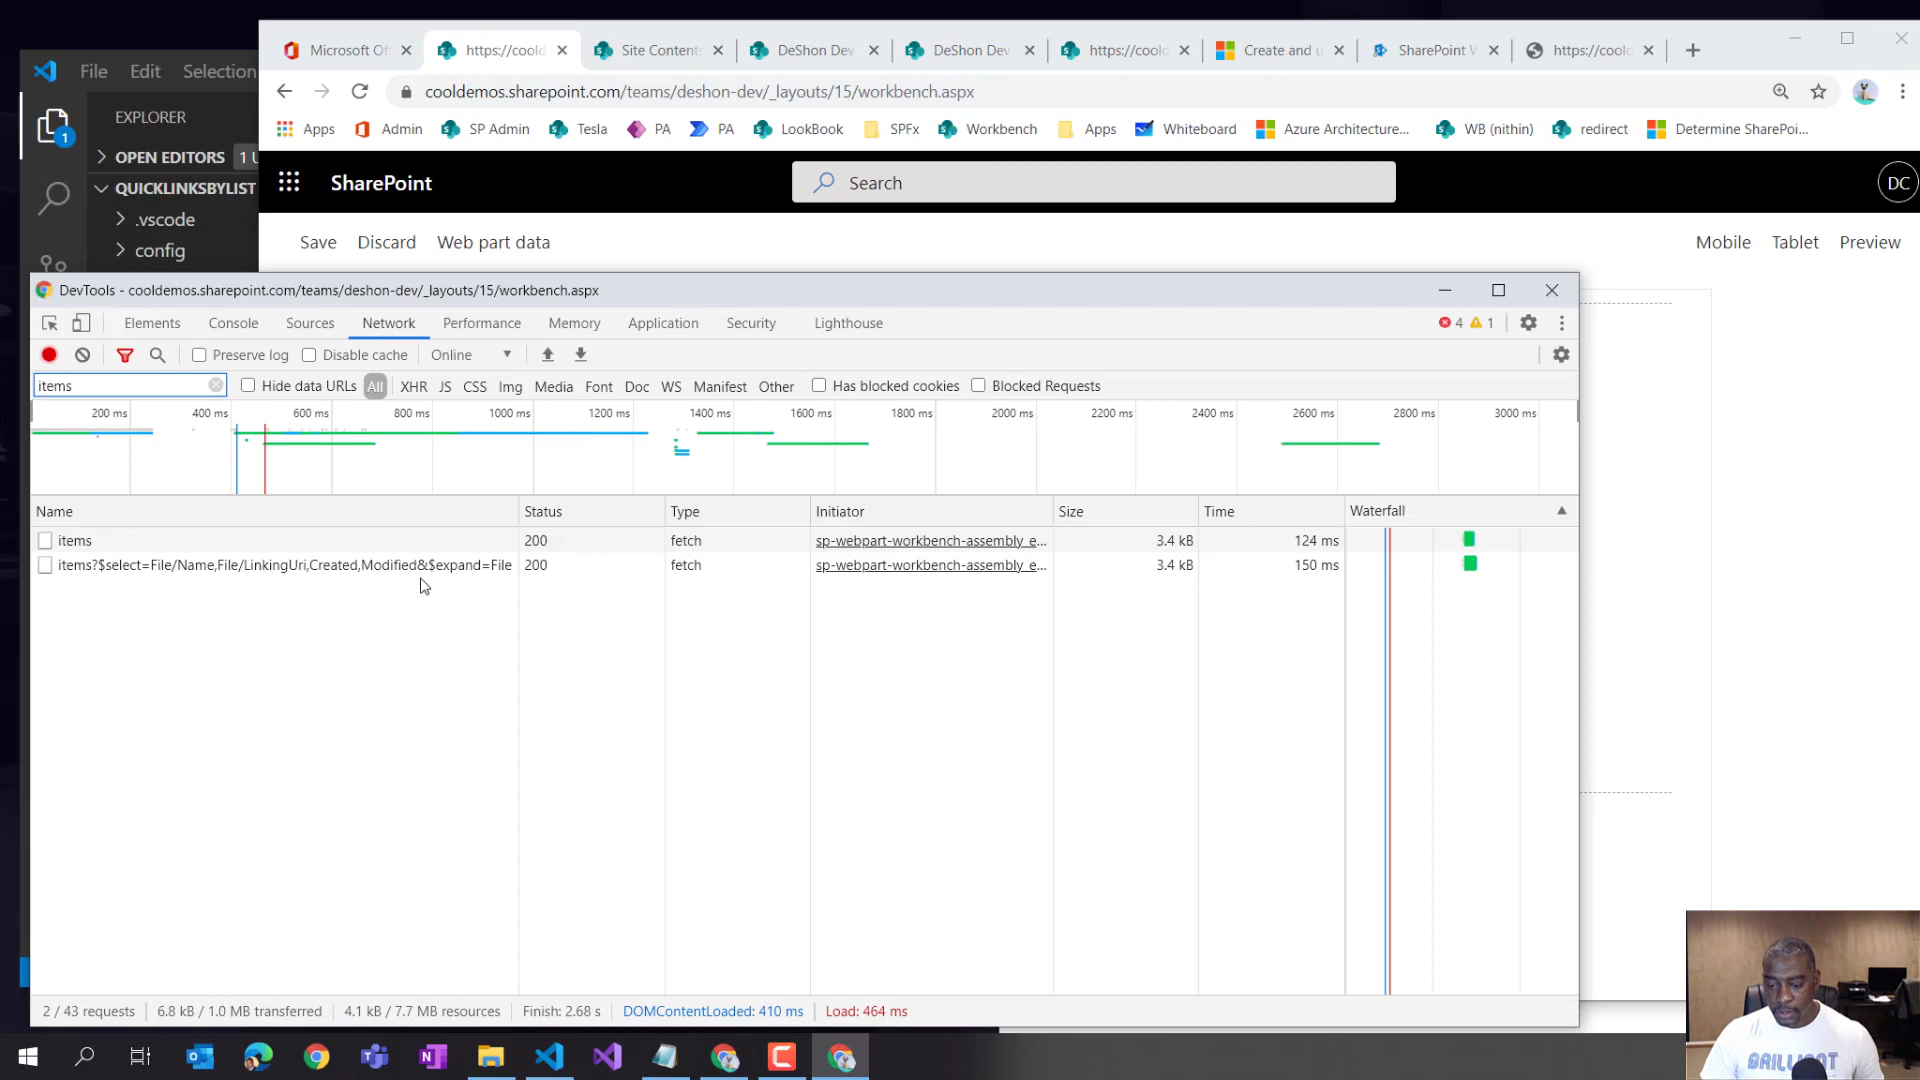 File Edit Selection
1
EXPLORER
OPEN EDITORS 1 U
QUICKLINKSBYLIST
.vscode
config
Microsoft Of
https://coold
Site Contents
DeShon Dev
DeShon Dev
https://coold
Create and u
SharePoint W
https://coold
cooldemos.sharepoint.com/teams/deshon-dev/_layouts/15/workbench.aspx
Apps Admin SP Admin Tesla PA PA LookBook SPFx Workbench Apps Whiteboard Azure Architecture... WB (nithin) redirect Determine SharePoi...
SharePoint
Search
DC
Save Discard Web part data
Mobile Tablet Preview
DevTools - cooldemos.sharepoint.com/teams/deshon-dev/_layouts/15/workbench.aspx
Elements Console Sources Network Performance Memory Application Security Lighthouse
4 1
Preserve log Disable cache Online
items
Hide data URLs All XHR JS CSS Img Media Font Doc WS Manifest Other Has blocked cookies Blocked Requests
200 ms 400 ms 600 ms 800 ms 1000 ms 1200 ms 1400 ms 1600 ms 1800 ms 2000 ms 2200 ms 2400 ms 2600 ms 2800 ms 3000 ms
Name Status Type Initiator Size Time Waterfall
items 200 fetch sp-webpart-workbench-assembly_e... 3.4 kB 124 ms
items?$select=File/Name,File/LinkingUri,Created,Modified&$expand=File 200 fetch sp-webpart-workbench-assembly_e... 3.4 kB 150 ms
2 / 43 requests 6.8 kB / 1.0 MB transferred 4.1 kB / 7.7 MB resources Finish: 2.68 s DOMContentLoaded: 410 ms Load: 464 ms
BRILLIANT